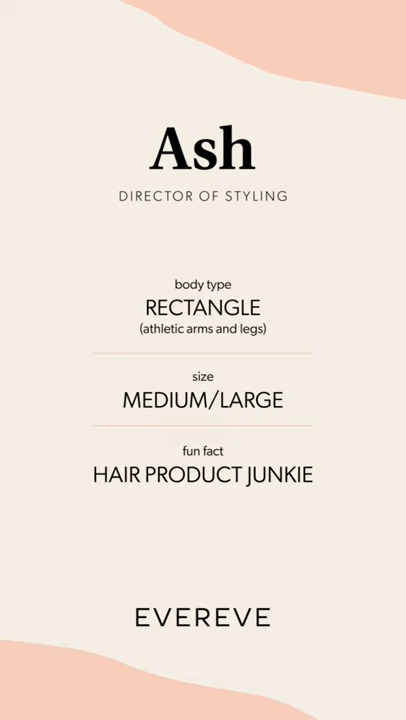 Ash
DIRECTOR OF STYLING
body type
RECTANGLE
(athletic arms and legs)
size
MEDIUM/LARGE
fun fact
HAIR PRODUCT JUNKIE
EVEREVE